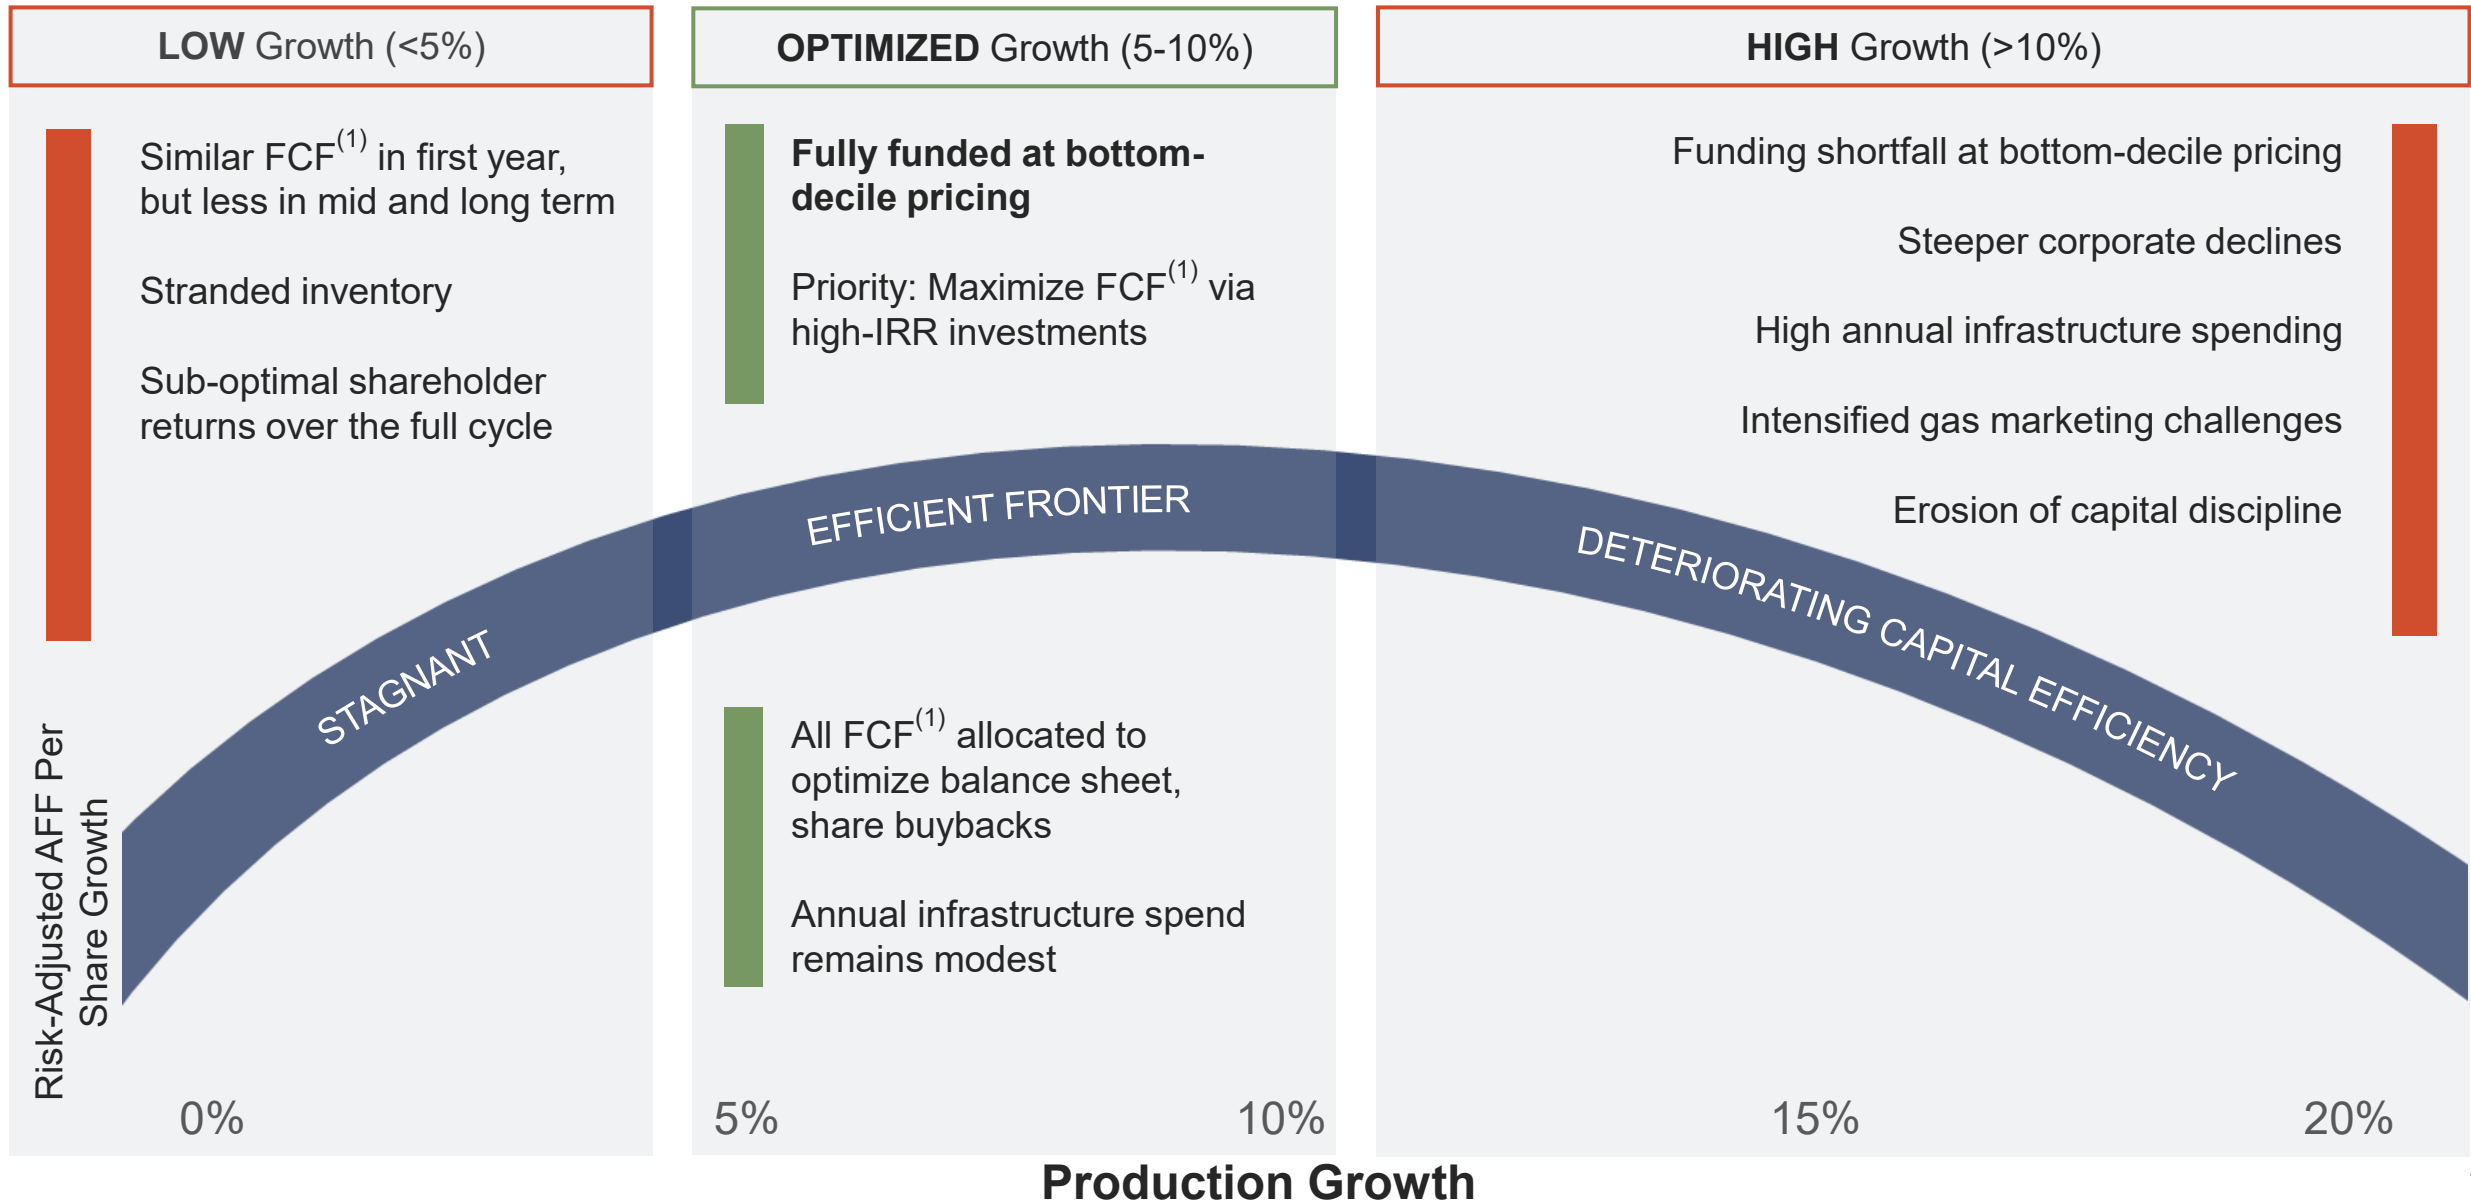 LOW Growth (<5%)
Similar FCF(1) in first year,
but less in mid and long term
Stranded inventory
Sub-optimal shareholder
returns over the full cycle
OPTIMIZED Growth (5-10%)
Fully funded at bottom-
decile pricing
Priority: Maximize FCF(1) via
high-IRR investments
HIGH Growth (>10%)
Funding shortfall at bottom-decile pricing
Steeper corporate declines
High annual infrastructure spending
Intensified gas marketing challenges
Erosion of capital discipline
STAGNANT
EFFICIENT FRONTIER
DETERIORATING CAPITAL EFFICIENCY
All FCF(1) allocated to
optimize balance sheet,
share buybacks
Annual infrastructure spend
remains modest
Risk-Adjusted AFF Per
Share Growth
0%
5%
10%
15%
20%
Production Growth